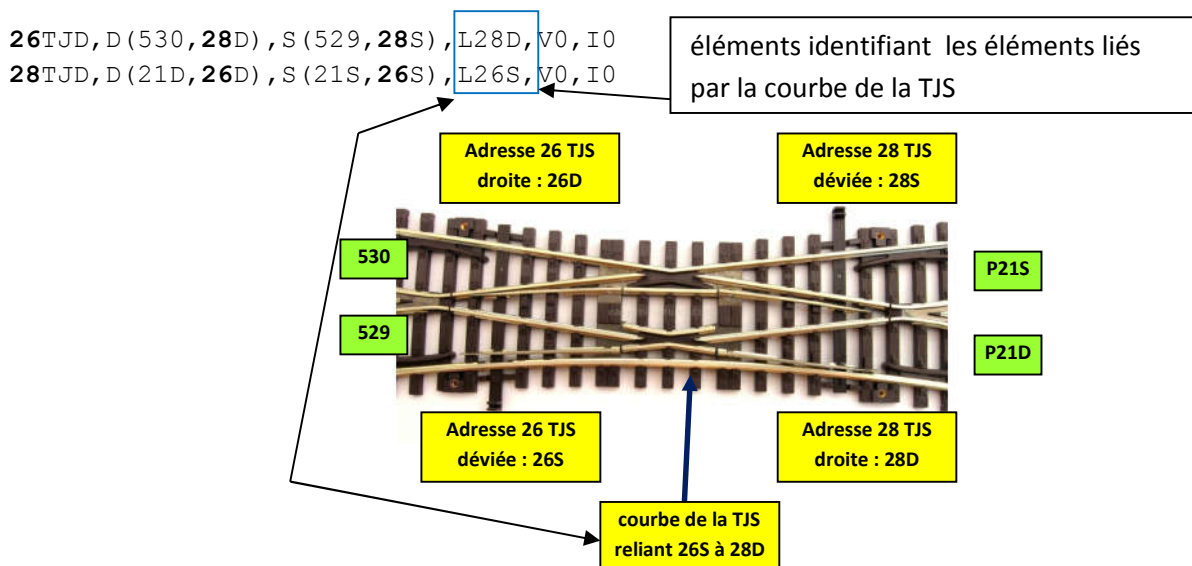 26TJD,D(530,28D),S(529,28S),L28D,V0,I0
28TJD,D(21D,26D),S(21S,26S),L26S,V0,I0
éléments identifiant les éléments liés
par la courbe de la TJS
Adresse 26 TJS
droite : 26D
Adresse 28 TJS
déviée : 28S
530
P21S
529
P21D
Adresse 26 TJS
déviée : 26S
Adresse 28 TJS
droite : 28D
courbe de la TJS
reliant 26S à 28D